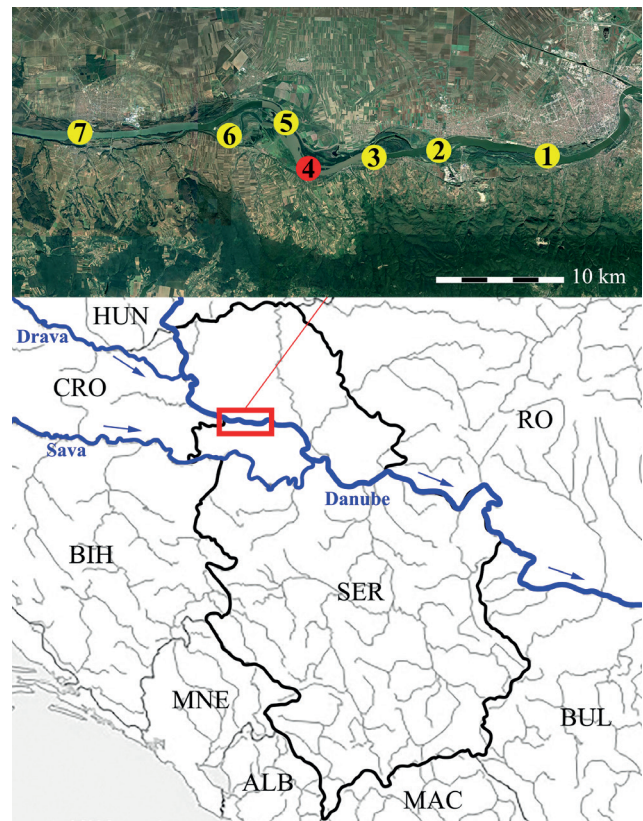 7
6
5
4
3
2
1
10 km
HUN
Drava
CRO
RO
Sava
Danube
BIH
SER
MNE
BUL
ALB
MAC